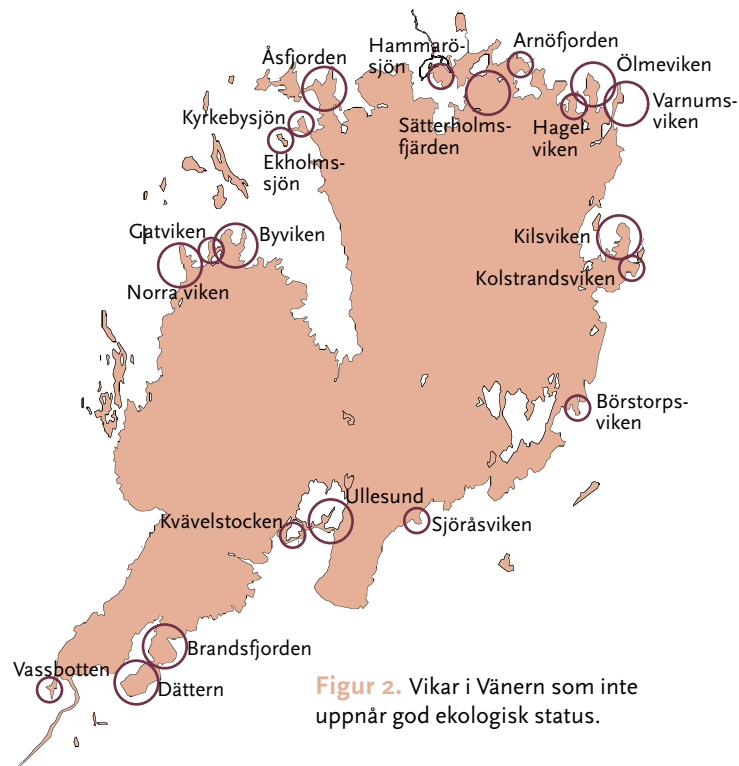 Åsfjorden
Hammarö-
sjön
Arnöfjorden
Ölmeviken
Varnums-
viken
Kyrkebysjön
Sätterholms-
fjärden
Hagel-
viken
Ekholms-
sjön
Gatviken
Byviken
Kilsviken
Norra viken
Kolstrandsviken
Börstorps-
viken
Ullesund
Kvävelstocken
Sjöråsviken
Brandsfjorden
Vassbotten
Dättern
Figur 2. Vikar i Vänern som inte
uppnår god ekologisk status.